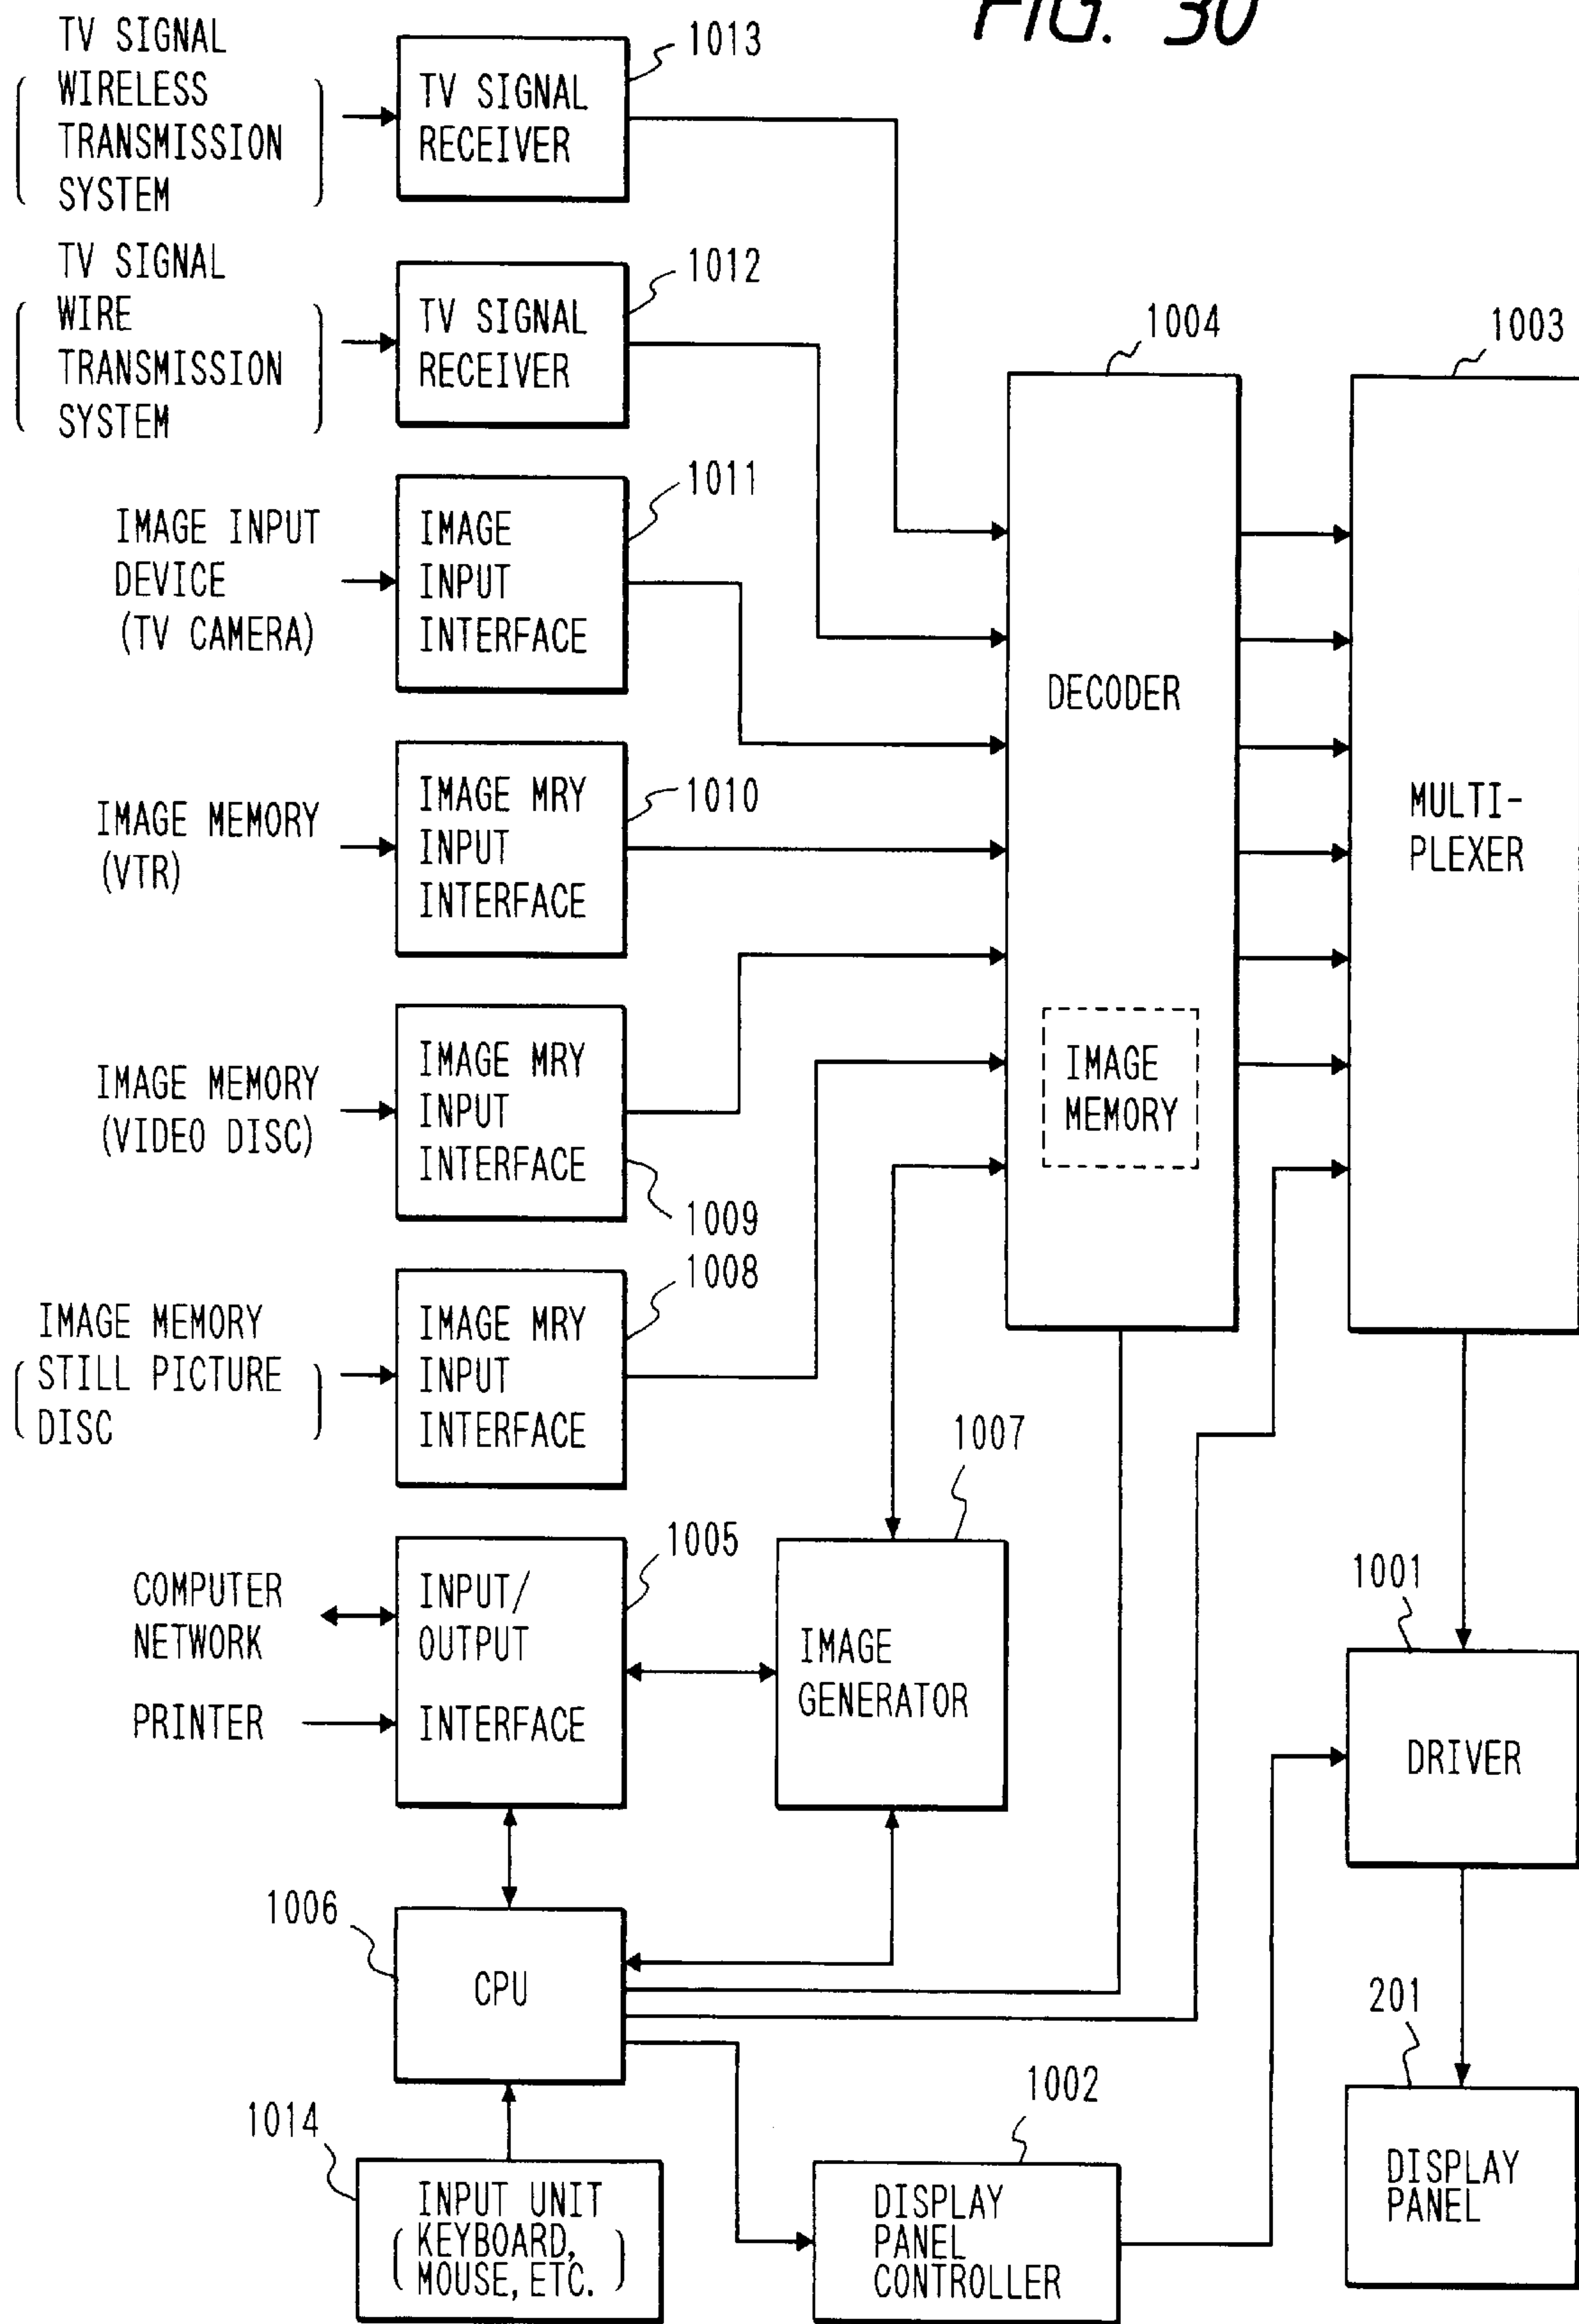 FIG. 30
TV SIGNAL
WIRELESS
TRANSMISSION
SYSTEM
TV SIGNAL
RECEIVER
1013
TV SIGNAL
WIRE
TRANSMISSION
SYSTEM
TV SIGNAL
RECEIVER
1012
IMAGE INPUT
DEVICE
(TV CAMERA)
IMAGE
INPUT
INTERFACE
1011
IMAGE MEMORY
(VTR)
IMAGE MRY
INPUT
INTERFACE
1010
IMAGE MEMORY
(VIDEO DISC)
IMAGE MRY
INPUT
INTERFACE
1009
IMAGE MEMORY
STILL PICTURE
DISC
IMAGE MRY
INPUT
INTERFACE
1008
1004
DECODER
IMAGE
MEMORY
1003
MULTI-
PLEXER
COMPUTER
NETWORK
PRINTER
INPUT/
OUTPUT
INTERFACE
1005
1007
IMAGE
GENERATOR
1001
DRIVER
1006
CPU
201
DISPLAY
PANEL
1014
INPUT UNIT
KEYBOARD,
MOUSE, ETC.
1002
DISPLAY
PANEL
CONTROLLER